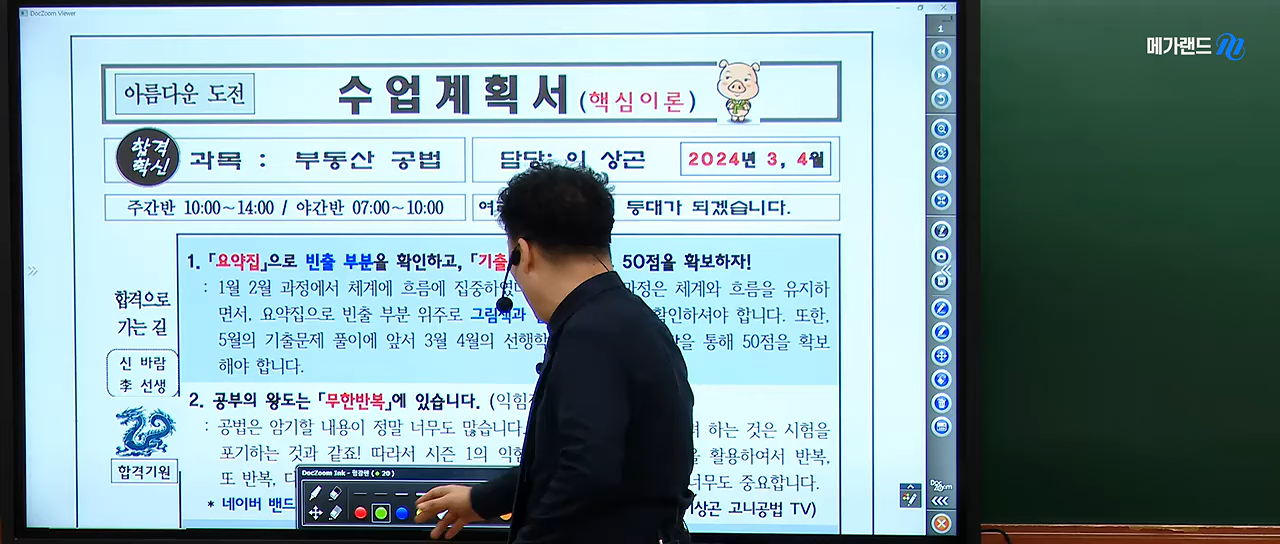 DocZoom Viewer
메가랜드
아름다운 도전
수업계획서 (핵심이론)
합격
확신
과목 : 부동산 공법
담당: 이 상곤
2024년 3, 4월
주간반 10:00~14:00 / 야간반 07:00~10:00
등대가 되겠습니다.
1. 「요약집」으로 빈출 부분을 확인하고, 「기출 50점을 확보하자!
: 1월 2월 과정에서 체계에 흐름에 집중하였다 과정은 체계와 흐름을 유지하
면서, 요약집으로 빈출 부분 위주로 그림책과 확인하셔야 합니다. 또한,
5월의 기출문제 풀이에 앞서 3월 4월의 선행학 을 통해 50점을 확보
해야 합니다.
합격으로
가는 길
신 바람
李 선생
합격기원
2. 공부의 왕도는 「무한반복」에 있습니다. (익힘
: 공법은 암기할 내용이 정말 너무도 많습니다. 려 하는 것은 시험을
포기하는 것과 같죠! 따라서 시즌 1의 익힘 을 활용하여서 반복,
또 반복, 너무도 중요합니다.
* 네이버 밴드 이상곤 고니공법 TV)
DocZoom Ink - 형광펜 ( 20 )
1
DocZoom